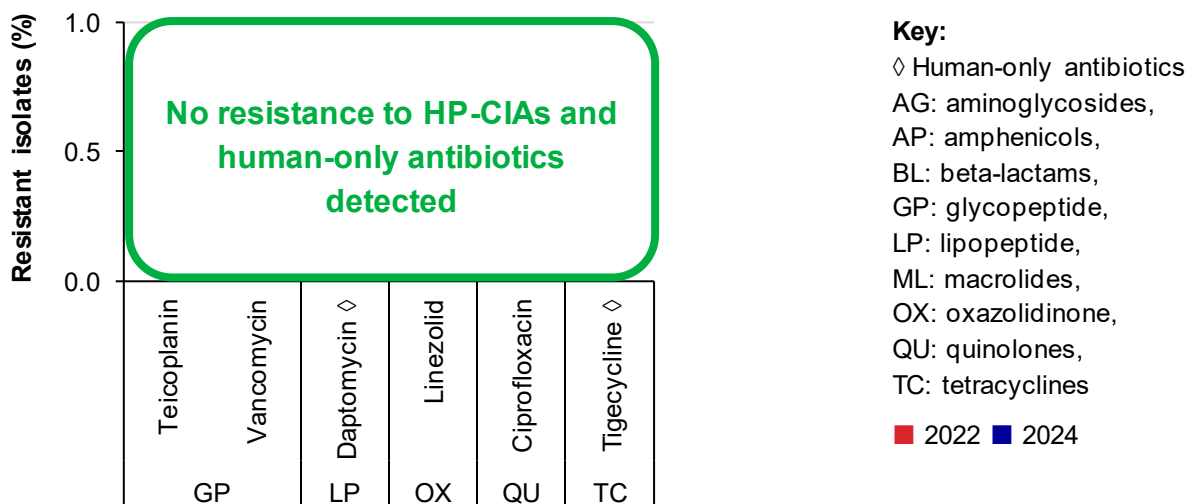 Resistant isolates (%)
1.0
0.5
0.0
No resistance to HP-CIAs and
human-only antibiotics
detected
Teicoplanin
Vancomycin
Daptomycin ◊
Linezolid
Ciprofloxacin
Tigecycline ◊
GP
LP
OX
QU
TC
Key:
◊ Human-only antibiotics
AG: aminoglycosides,
AP: amphenicols,
BL: beta-lactams,
GP: glycopeptide,
LP: lipopeptide,
ML: macrolides,
OX: oxazolidinone,
QU: quinolones,
TC: tetracyclines
2022 2024